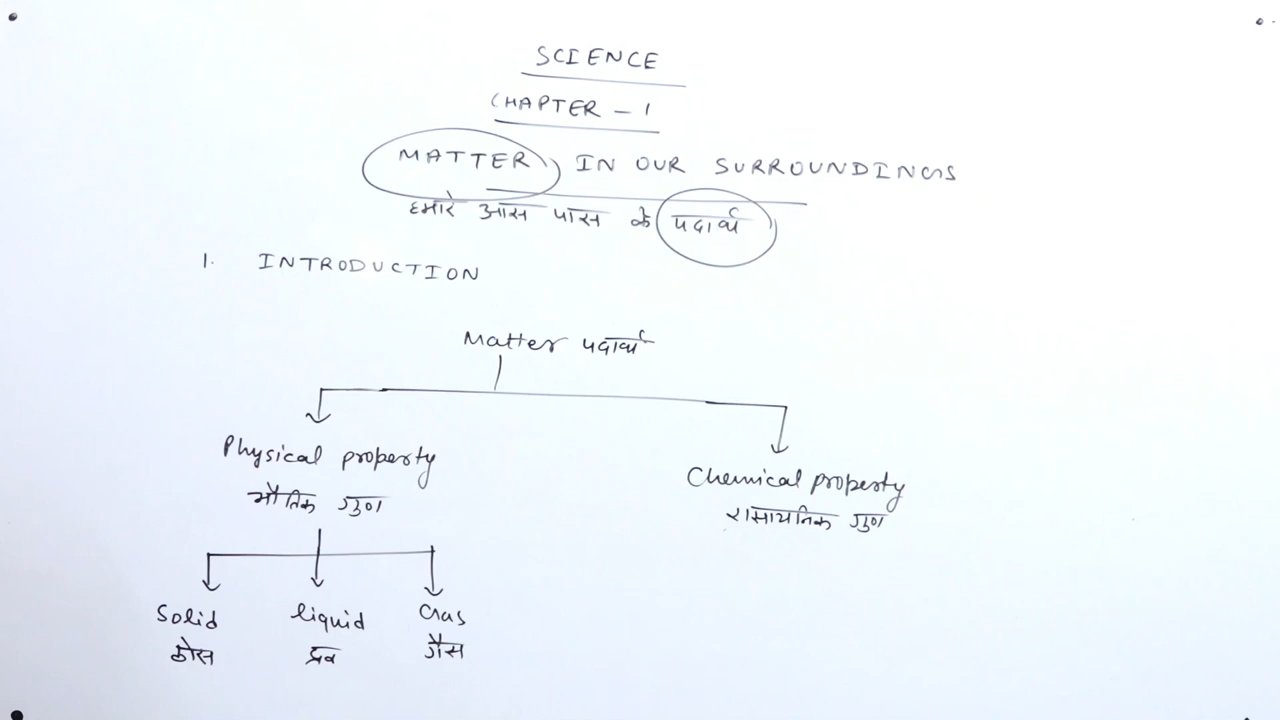 SCIENCE
CHAPTER - 1
MATTER IN OUR SURROUNDINGS
हमारे आस पास के पदार्थ
1. INTRODUCTION
Matter पदार्थ
Physical property
भौतिक गुण
Chemical property
रासायनिक गुण
Solid liquid Gas
ठोस द्रव गैस